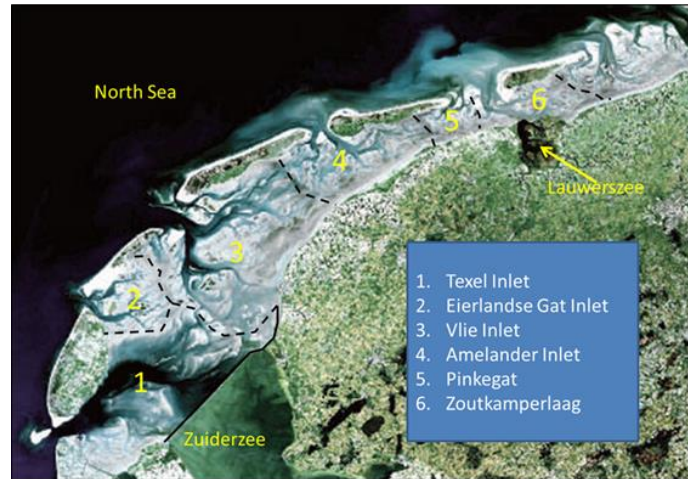 North Sea
6
5
4
Lauwerszee
3
2
1
Zuiderzee
1. Texel Inlet
2. Eierlandse Gat Inlet
3. Vlie Inlet
4. Amelander Inlet
5. Pinkegat
6. Zoutkamperlaag